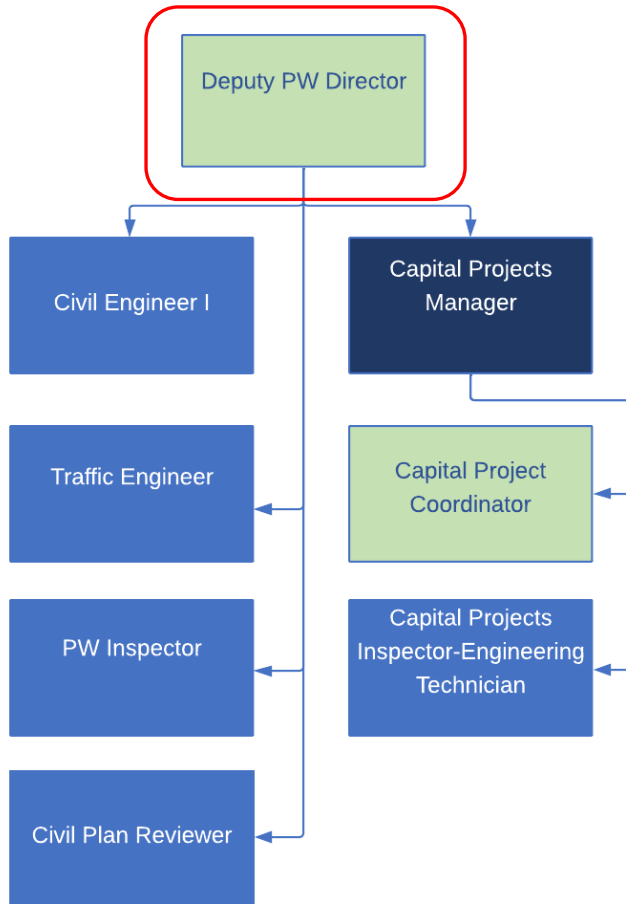 Deputy PW Director
Civil Engineer I
Capital Projects
Manager
Traffic Engineer
Capital Project
Coordinator
PW Inspector
Capital Projects
Inspector-Engineering
Technician
Civil Plan Reviewer